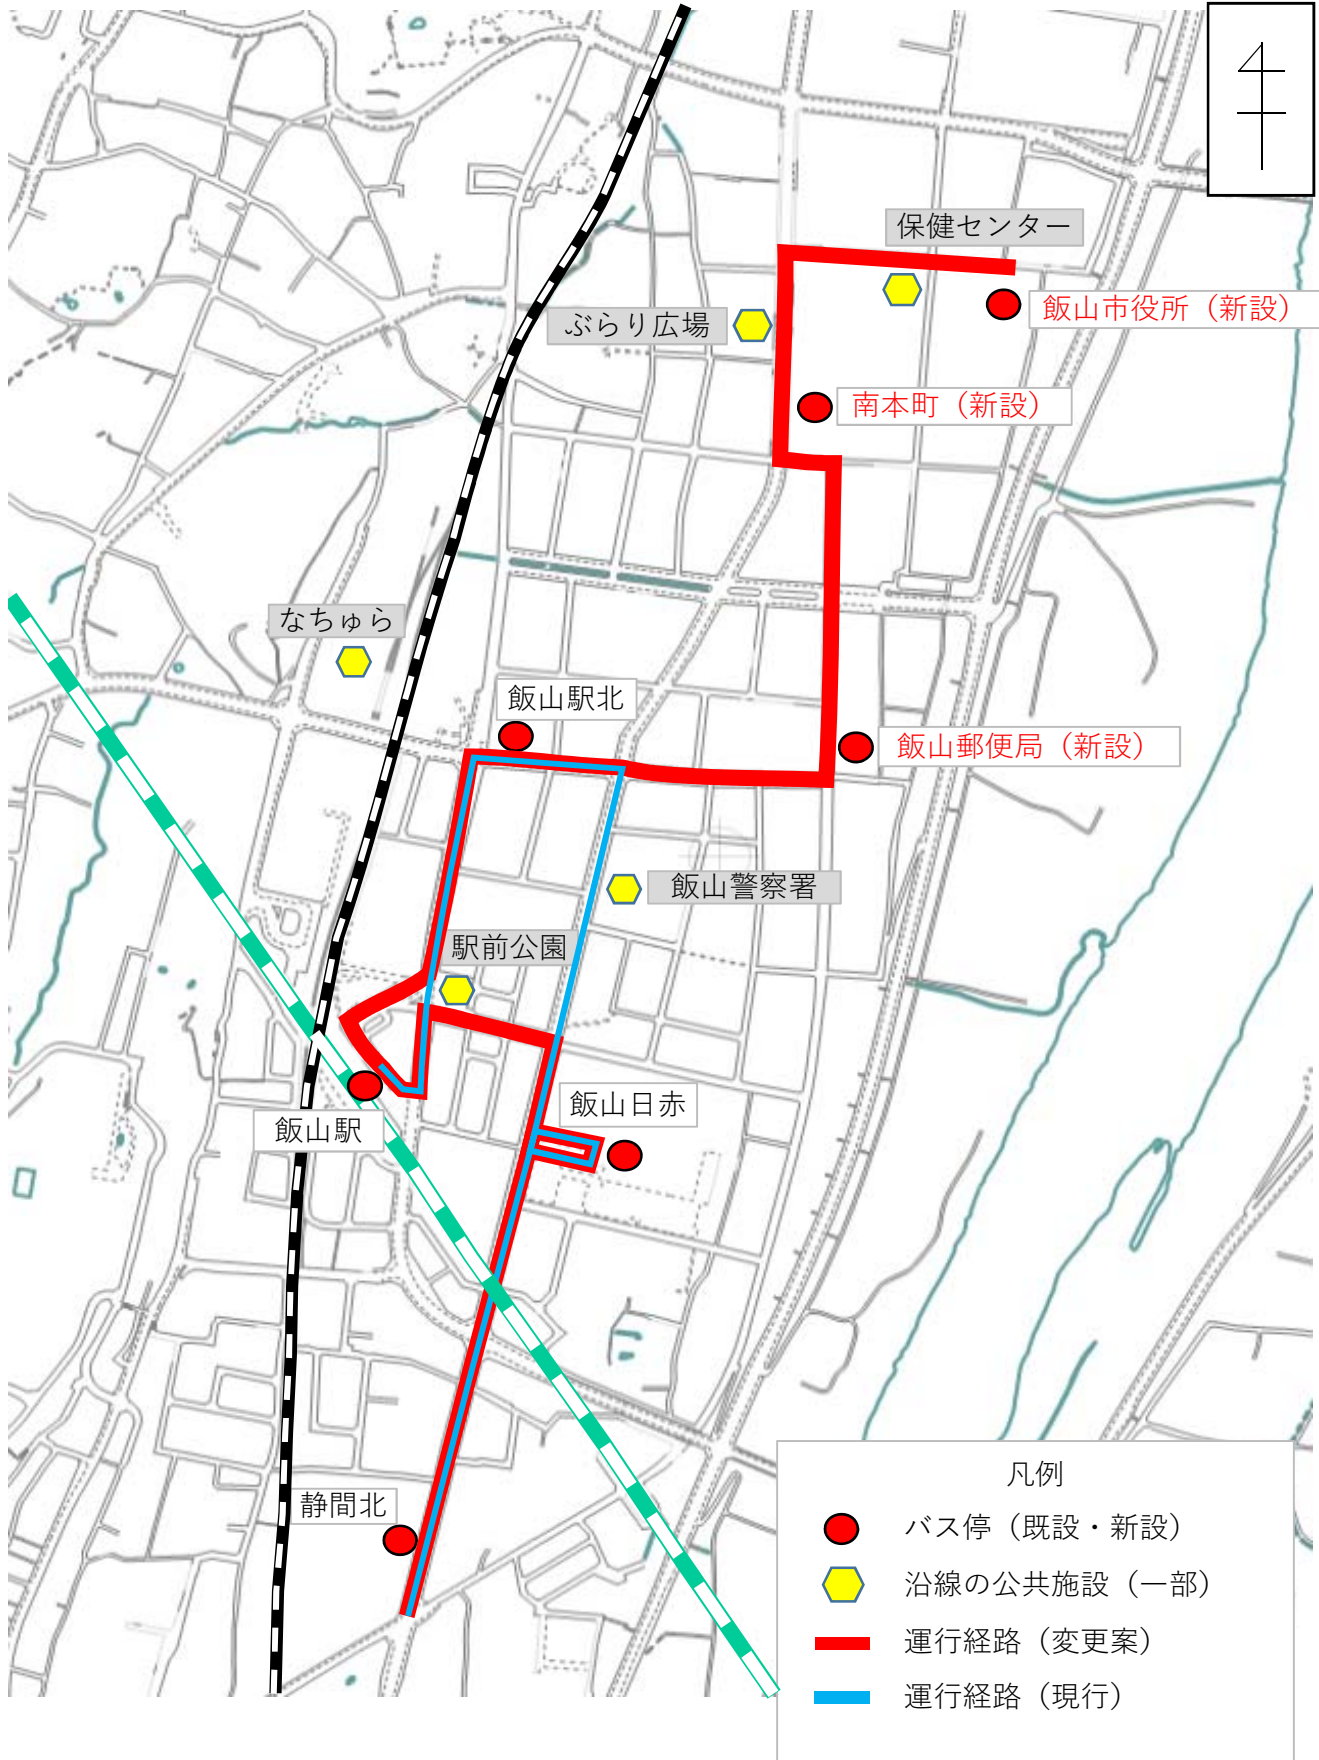 保健センター
飯山市役所（新設）
ぶらり広場
南本町（新設）
なちゅら
飯山駅北
飯山郵便局（新設）
飯山警察署
駅前公園
飯山日赤
飯山駅
静間北
凡例
バス停（既設・新設）
沿線の公共施設（一部）
運行経路（変更案）
運行経路（現行）